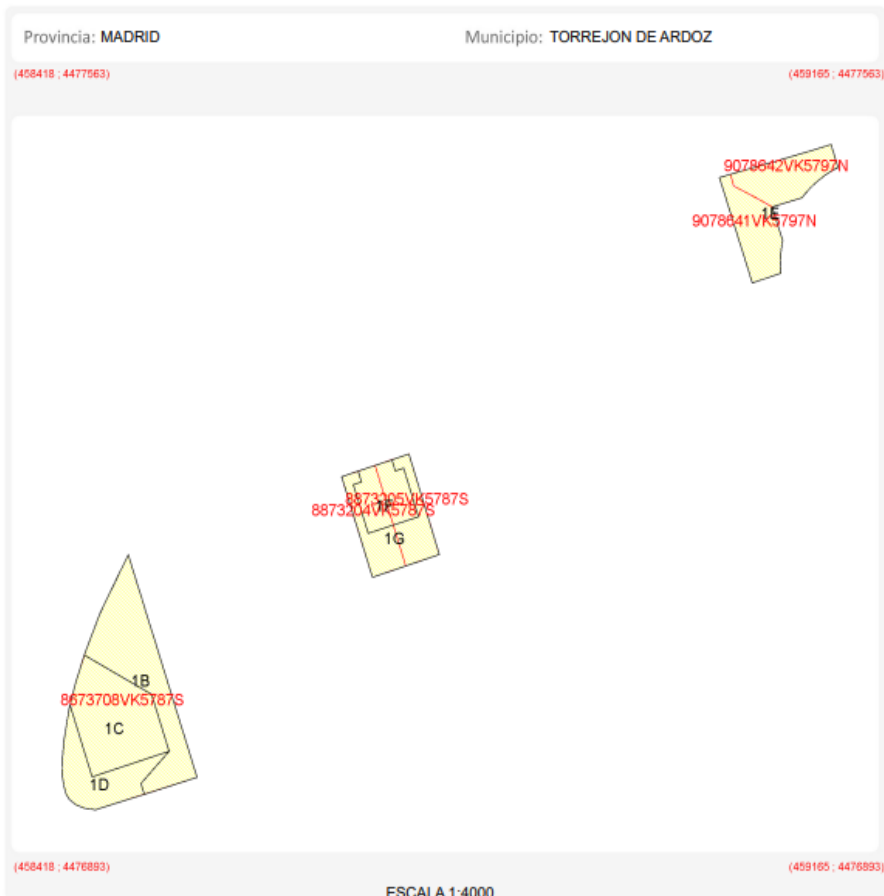 Provincia: MADRID Municipio: TORREJON DE ARDOZ
(458418 ; 4477563) (459165 ; 4477563)
9078642VK5797N
1E
9078641VK5797N
8873205VK5787S
1F
8873204VK5787S
1G
1B
8673708VK5787S
1C
1D
(458418 ; 4476893) (459165 ; 4476893)
ESCALA 1:4000